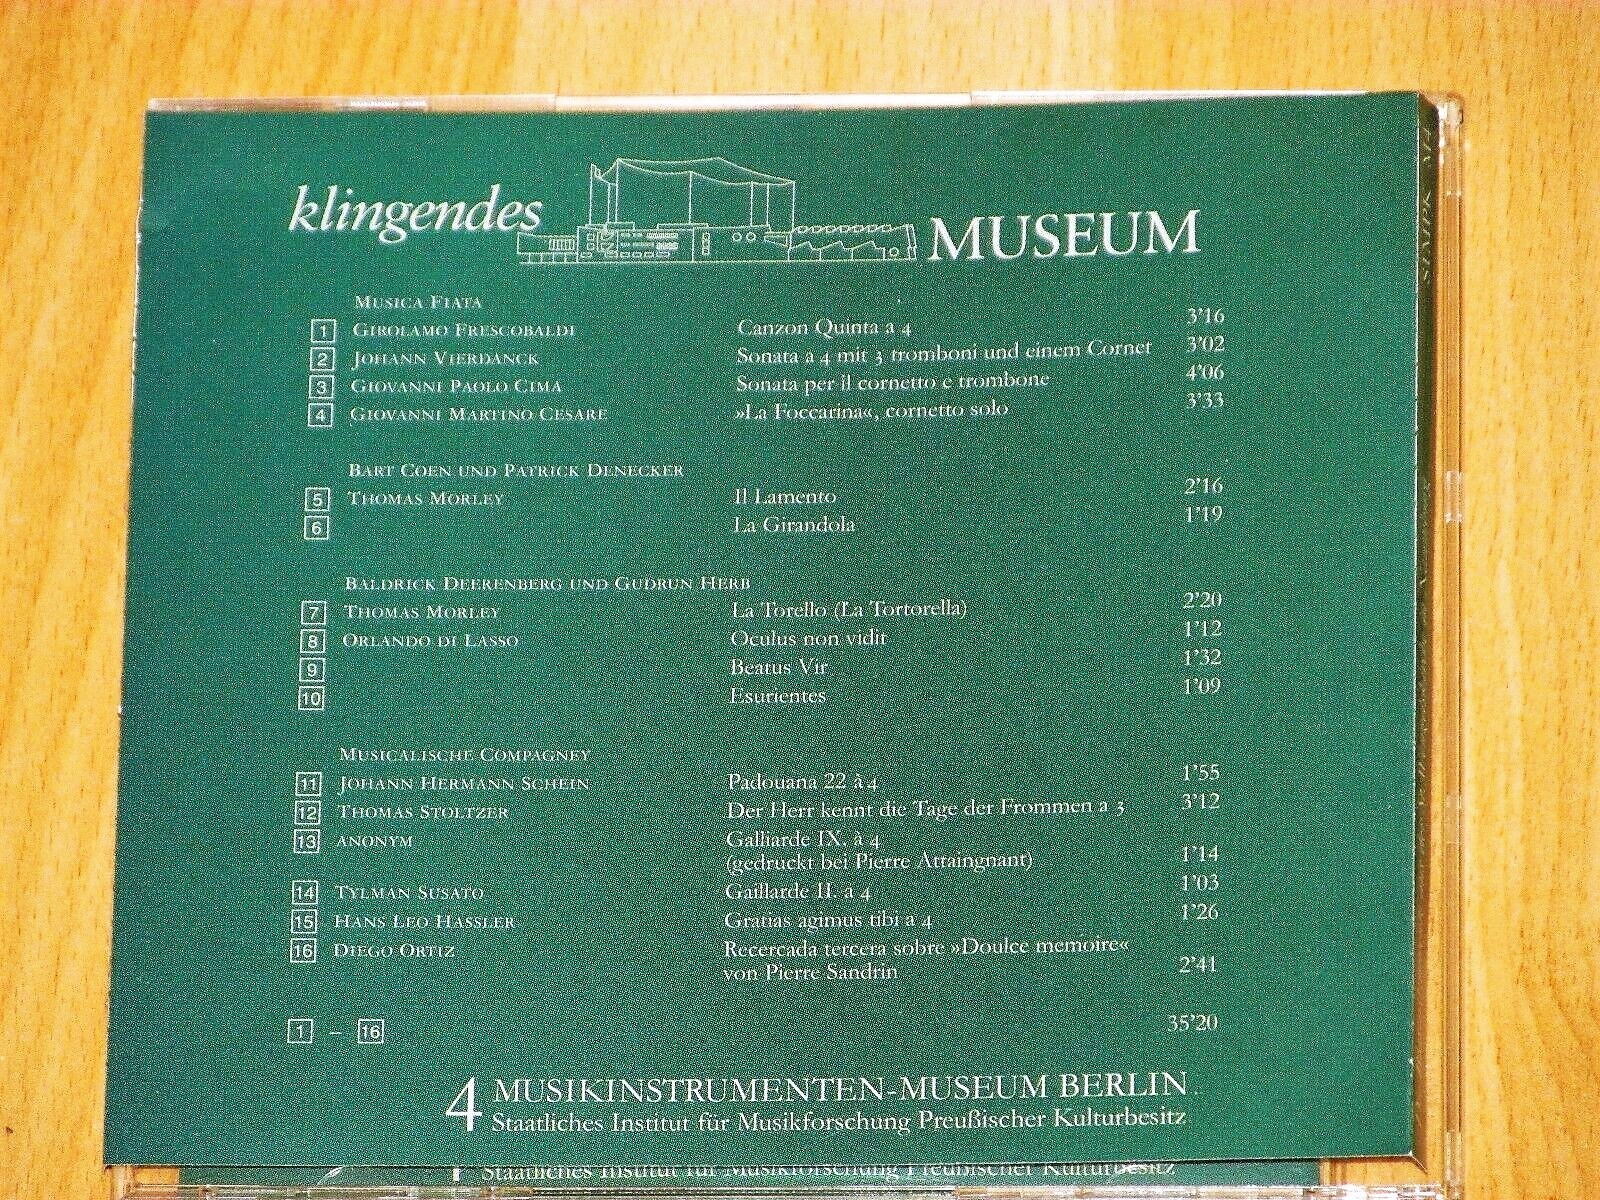 klingendes MUSEUM
MUSICA FIATA
1 GIROLAMO FRESCOBALDI Canzon Quinta a 4 3'16
2 JOHANN VIERDANCK Sonata a 4 mit 3 tromboni und einem Cornet 3'02
3 GIOVANNI PAOLO CIMA Sonata per il cornetto e trombone 4'06
4 GIOVANNI MARTINO CESARE »La Foccarina«, cornetto solo 3'33
BART COEN UND PATRICK DENECKER
5 THOMAS MORLEY Il Lamento 2'16
6 La Girandola 1'19
BALDRICK DEERENBERG UND GUDRUN HERB
7 THOMAS MORLEY La Torello (La Tortorella) 2'20
8 ORLANDO DI LASSO Oculus non vidit 1'12
9 Beatus Vir 1'32
10 Esurientes 1'09
MUSICALISCHE COMPAGNEY
11 JOHANN HERMANN SCHEIN Padouana 22 à 4 1'55
12 THOMAS STOLTZER Der Herr kennt die Tage der Frommen a 3 3'12
13 ANONYM Galliarde IX. à 4
(gedruckt bei Pierre Attaingnant) 1'14
14 TYLMAN SUSATO Gaillarde II. a 4 1'03
15 HANS LEO HASSLER Gratias agimus tibi a 4 1'26
16 DIEGO ORTIZ Recercada tercera sobre »Doulce memoire«
von Pierre Sandrin 2'41
1 – 16 35'20
4 MUSIKINSTRUMENTEN-MUSEUM BERLIN
Staatliches Institut für Musikforschung Preußischer Kulturbesitz
Staatliches Institut für Musikforschung Preußischer Kulturbesitz